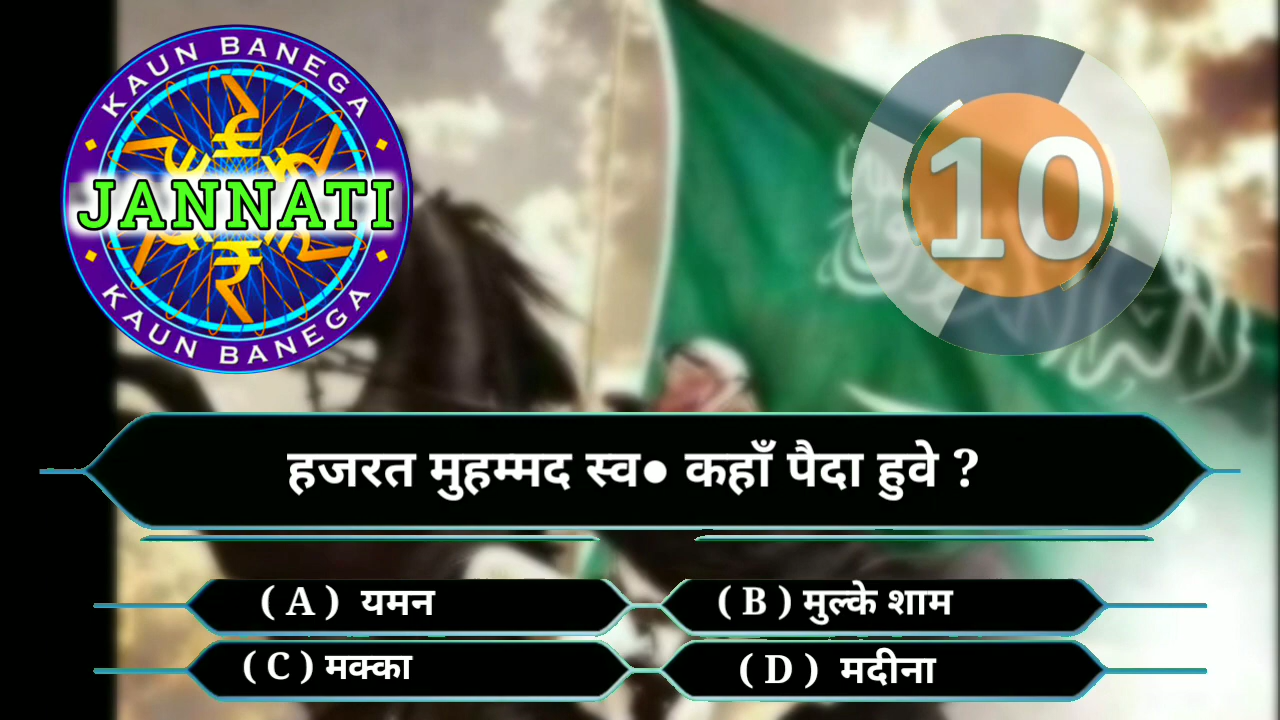 KAUN BANEGA
JANNATI
KAUN BANEGA
10
हजरत मुहम्मद स्व● कहाँ पैदा हुवे ?
( A ) यमन
( B ) मुल्के शाम
( C ) मक्का
( D ) मदीना